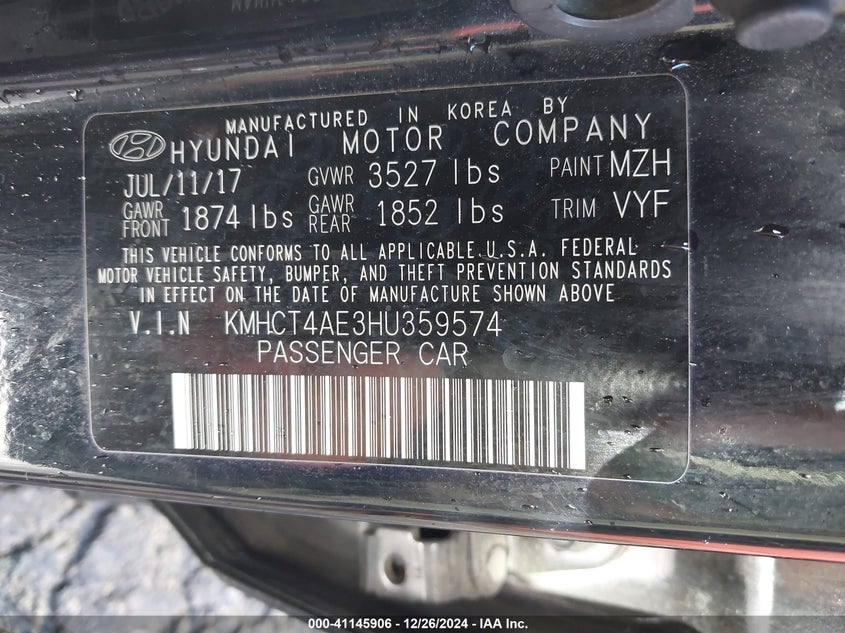 MANUFACTURED IN KOREA BY
HYUNDAI MOTOR COMPANY
JUL/11/17 GVWR 3527 lbs PAINT MZH
GAWR FRONT 1874 lbs GAWR REAR 1852 lbs TRIM VYF
THIS VEHICLE CONFORMS TO ALL APPLICABLE U.S.A. FEDERAL
MOTOR VEHICLE SAFETY, BUMPER, AND THEFT PREVENTION STANDARDS
IN EFFECT ON THE DATE OF MANUFACTURE SHOWN ABOVE
V.I.N KMHCT4AE3HU359574
PASSENGER CAR
000-41145906 - 12/26/2024 - IAA Inc.